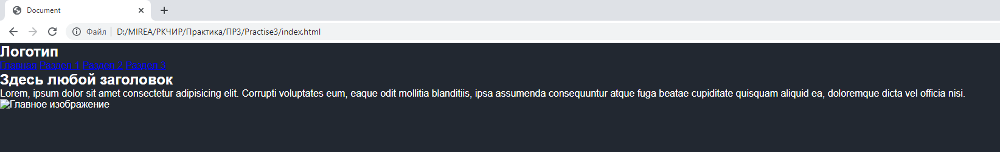 Document
Файл D:/MIREA/РКЧИР/Практика/ПР3/Practise3/index.html
Логотип
Главная Раздел 1 Раздел 2 Раздел 3
Здесь любой заголовок
Lorem, ipsum dolor sit amet consectetur adipisicing elit. Corrupti voluptates eum, eaque odit mollitia blanditiis, ipsa assumenda consequuntur atque fuga beatae cupiditate quisquam aliquid ea, doloremque dicta vel officia nisi.
Главное изображение